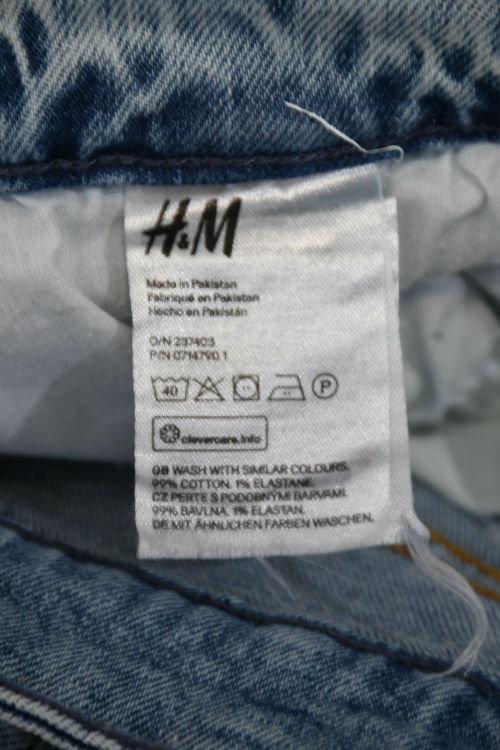 H&M
Made in Pakistan
Fabriqué en Pakistan
Hecho en Pakistán
O/N 237403
P/N 0714790.1
40 P
clevercare.info
GB WASH WITH SIMILAR COLOURS.
99% COTTON. 1% ELASTANE.
CZ PERTE S PODOBNÝMI BARVAMI.
99% BAVLNA. 1% ELASTAN.
DE MIT ÄHNLICHEN FARBEN WASCHEN.